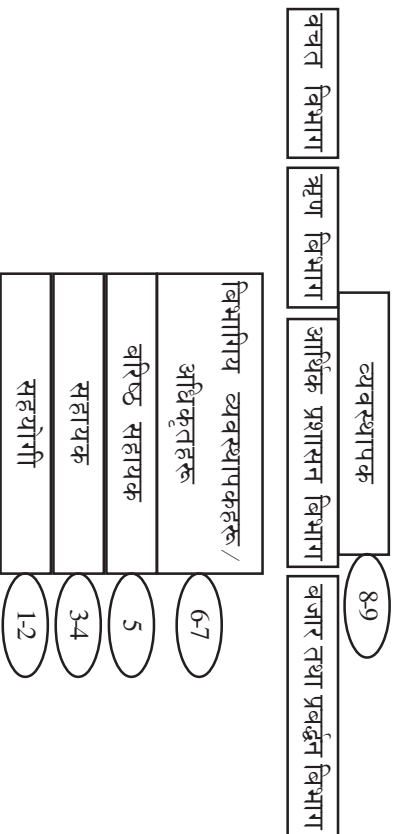 व्यवस्थापक
8-9
बचत विभाग
ऋण विभाग
आर्थिक प्रशासन विभाग
बजार तथा प्रवर्द्धन विभाग
विभागिय व्यवस्थापकहरू/
अधिकृतहरू
6-7
बरिष्ठ सहायक
5
सहायक
3-4
सहयोगी
1-2